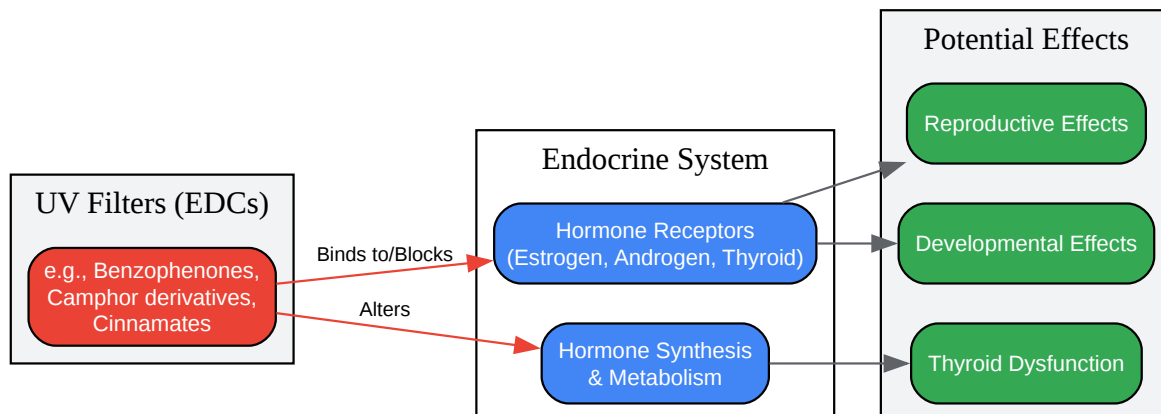 UV Filters (EDCs)
e.g., Benzophenones,
Camphor derivatives,
Cinnamates
Binds to/Blocks
Alters
Endocrine System
Hormone Receptors
(Estrogen, Androgen, Thyroid)
Hormone Synthesis
& Metabolism
Potential Effects
Reproductive Effects
Developmental Effects
Thyroid Dysfunction